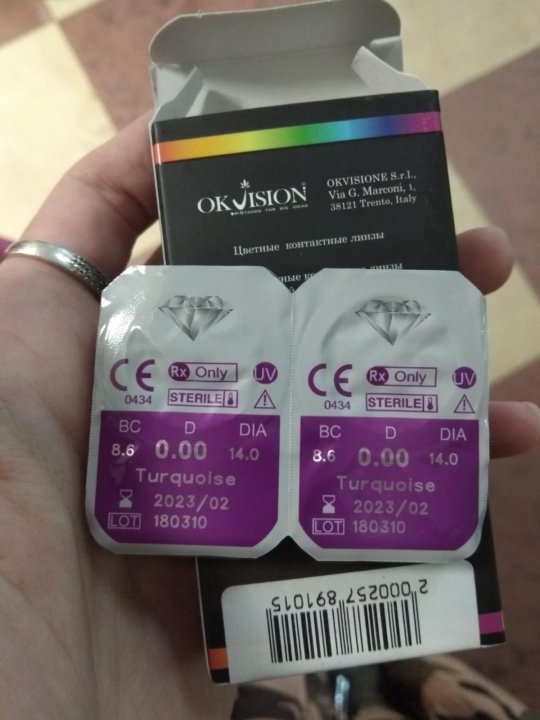 OKVISION
STANDS FOR BIG IDEAS
OKVISIONE S.r.l.,
Via G. Marconi, 1,
38121 Trento, Italy
Цветные контактные линзы
линзы
CE
0434
Rx Only
UV
STERILE
BC D DIA
8.6 0.00 14.0
Turquoise
2023/02
LOT 180310
CE
0434
Rx Only
UV
STERILE
BC D DIA
8.6 0.00 14.0
Turquoise
2023/02
LOT 180310
2 000257 891015